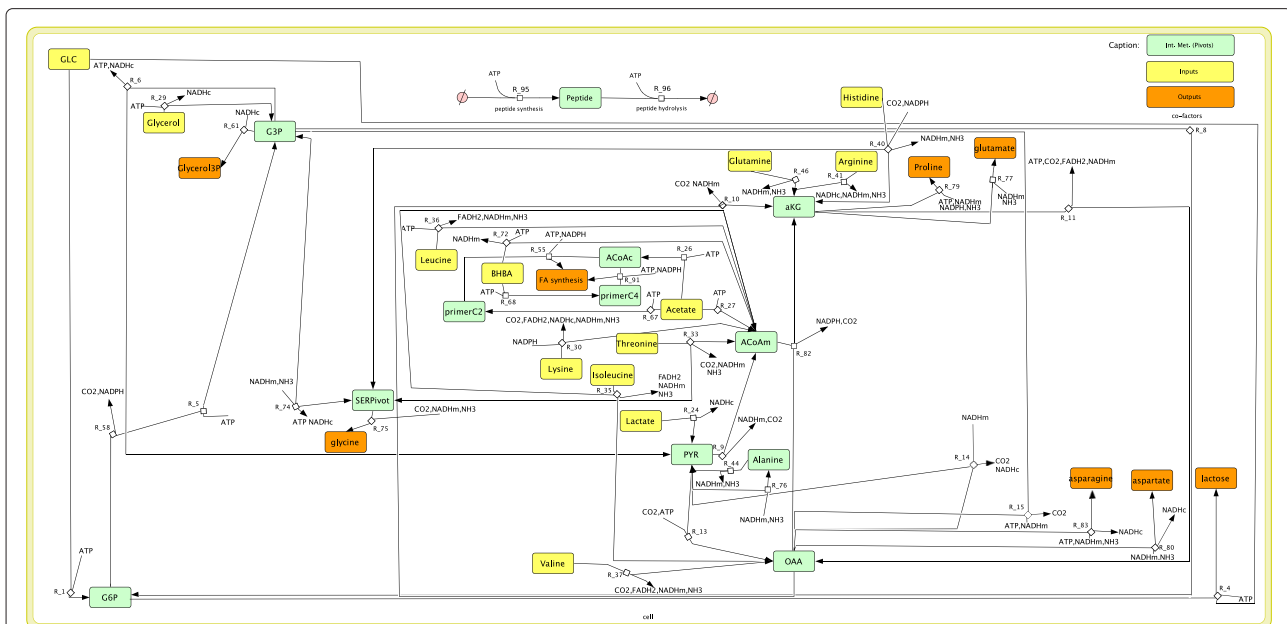 GLC
Caption:
Int. Met. (Pivots)
ATP,NADHc
R_6
Inputs
R_29
NADHc
ATP
Glycerol
ATP
R_95
peptide synthesis
Peptide
ATP
R_96
peptide hydrolysis
Histidine
CO2,NADPH
Outputs
co-factors
NADHc
R_61
G3P
R_8
Glycerol3P
R_40
NADHm,NH3
Glutamine
R_46
Arginine
R_41
NADHm,NH3
NADHc,NADHm,NH3
Proline
R_79
ATP,NADHm
NADPH,NH3
glutamate
R_77
NADHm
NH3
ATP,CO2,FADH2,NADHm
R_11
CO2 NADHm
R_10
aKG
R_36
FADH2,NADHm,NH3
ATP
Leucine
R_72
ATP
NADHm
BHBA
ATP
R_68
ATP,NADPH
R_55
FA synthesis
ACoAc
R_26
ATP
ATP,NADPH
R_91
primerC4
primerC2
ATP
R_67
Acetate
ATP
R_27
CO2,FADH2,NADHc,NADHm,NH3
NADPH
R_30
Lysine
Threonine
R_33
CO2,NADHm
NH3
ACoAm
NADPH,CO2
R_82
Isoleucine
R_35
FADH2
NADHm
NH3
NADHm,NH3
R_74
ATP NADHc
SERPivot
R_75
CO2,NADHm,NH3
glycine
CO2,NADPH
R_58
R_5
ATP
Lactate
R_24
NADHc
PYR
R_9
NADHm,CO2
R_44
NADHm,NH3
Alanine
R_76
NADHm,NH3
NADHm
R_14
CO2
NADHc
asparagine
aspartate
lactose
R_15
CO2
ATP,NADHm
R_83
NADHc
ATP,NADHm,NH3
NADHc
R_80
NADHm,NH3
CO2,ATP
R_13
OAA
Valine
R_37
CO2,FADH2,NADHm,NH3
ATP
R_1
G6P
R_4
ATP
cell